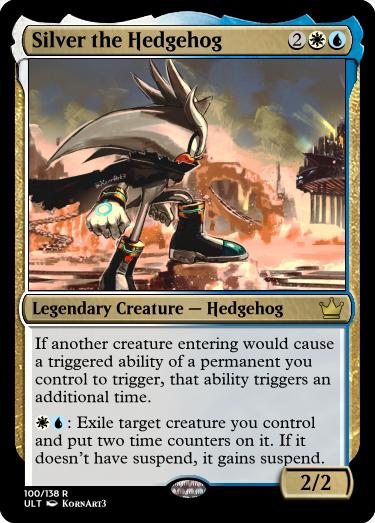 Silver the Hedgehog 2
@KornArt3
Legendary Creature — Hedgehog
If another creature entering would cause
a triggered ability of a permanent you
control to trigger, that ability triggers an
additional time.
: Exile target creature you control
and put two time counters on it. If it
doesn't have suspend, it gains suspend.
2/2
100/138 R
ULT KORNART3